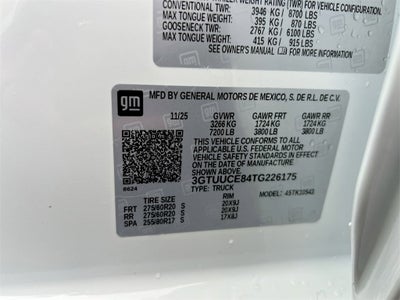 CONVENTIONAL TWR: 3946 KG / 8700 LBS
MAX TONGUE WEIGHT: 395 KG / 870 LBS
GOOSENECK TWR: 2767 KG / 6100 LBS
MAX TONGUE WEIGHT: 415 KG / 915 LBS
SEE OWNER'S MANUAL FOR
gm
MFD BY GENERAL MOTORS DE MEXICO, S. DE R.L. DE C.V.
11/25 GVWR GAWR FRT GAWR RR
3266 KG 1724 KG 1724 KG
7200 LB 3800 LB 3800 LB
THIS VEHICLE CONFORMS TO ALL APPLICABLE
U.S. FEDERAL MOTOR VEHICLE SAFETY
STANDARDS IN EFFECT ON THE
DATE OF MANUFACTURE SHOWN ABOVE.
8624
3GTUUCE84TG226175
TYPE: TRUCK MODEL:
TIRE SIZE RIM
FRT 275/60R20 S 20X9J
RR 275/60R20 S 20X9J
SPA 255/80R17 S 17X8J